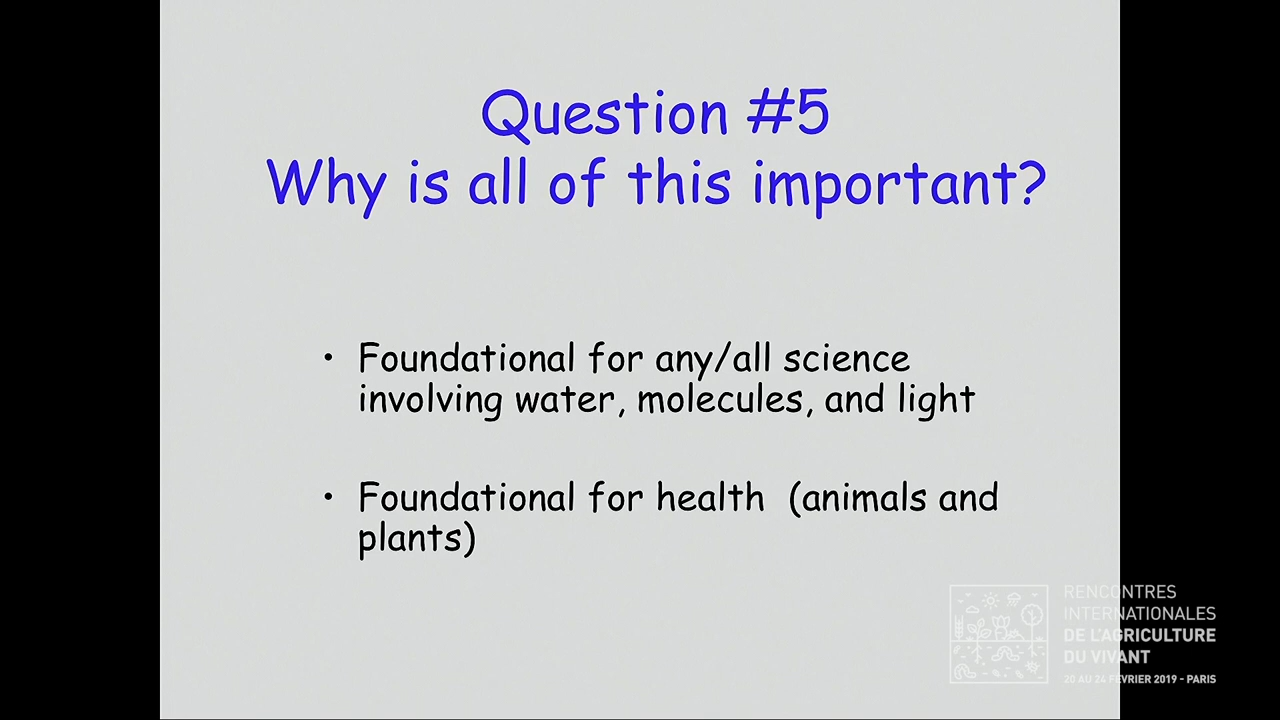 Question #5
Why is all of this important?
• Foundational for any/all science
involving water, molecules, and light
• Foundational for health (animals and
plants)
RENCONTRES
INTERNATIONALES
DE L'AGRICULTURE
DU VIVANT
20 AU 24 FÉVRIER 2019 - PARIS